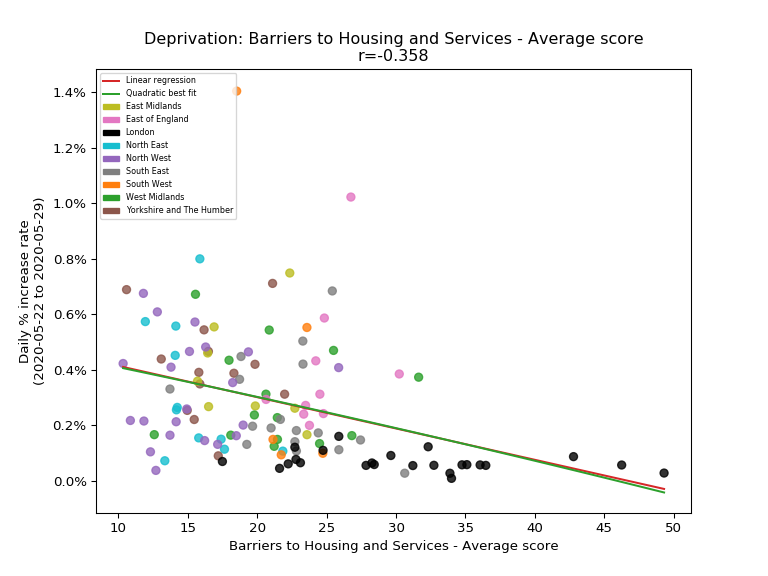 Deprivation: Barriers to Housing and Services - Average score
r=-0.358
Daily % increase rate
(2020-05-22 to 2020-05-29)
1.4%
1.2%
1.0%
0.8%
0.6%
0.4%
0.2%
0.0%
Linear regression
Quadratic best fit
East Midlands
East of England
London
North East
North West
South East
South West
West Midlands
Yorkshire and The Humber
10 15 20 25 30 35 40 45 50
Barriers to Housing and Services - Average score